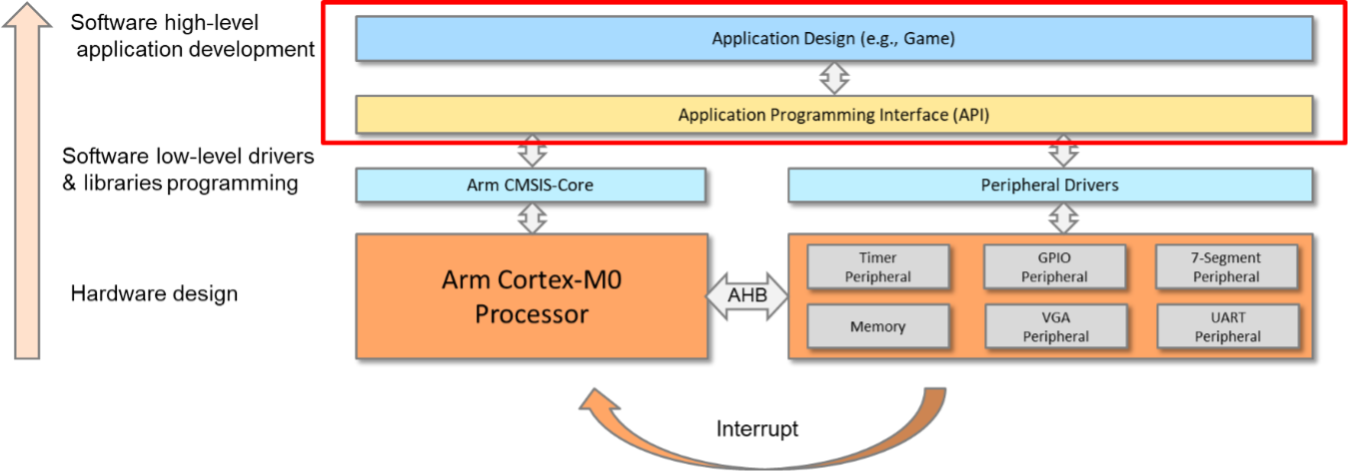 Software high-level
application development
Application Design (e.g., Game)
Application Programming Interface (API)
Software low-level drivers
& libraries programming
Arm CMSIS-Core
Peripheral Drivers
Hardware design
Arm Cortex-M0
Processor
AHB
Timer
Peripheral
GPIO
Peripheral
7-Segment
Peripheral
Memory
VGA
Peripheral
UART
Peripheral
Interrupt